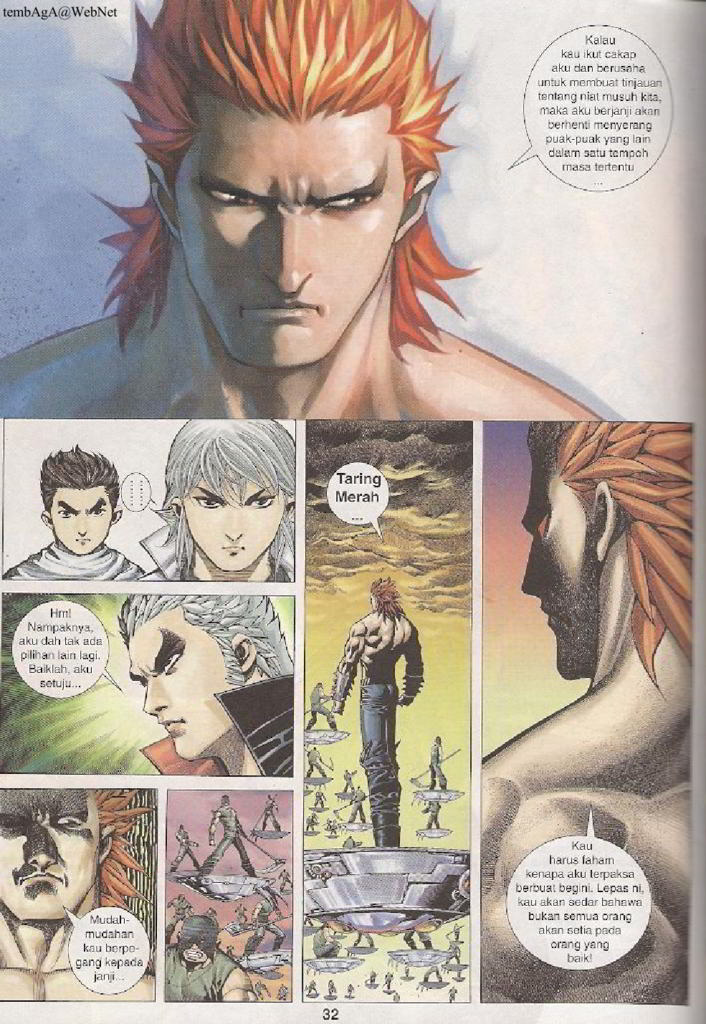 tembAgA@WebNet
Kalau
kau ikut cakap
aku dan berusaha
untuk membuat tinjauan
tentang niat musuh kita,
maka aku berjanji akan
berhenti menyerang
puak-puak yang lain
dalam satu tempoh
masa tertentu
...
Taring
Merah
...
Hm!
Nampaknya,
aku dah tak ada
pilihan lain lagi.
Baiklah, aku
setuju...
Mudah-
mudahan
kau berpe-
gang kepada
janji...
Kau
harus faham
kenapa aku terpaksa
berbuat begini. Lepas ni,
kau akan sedar bahawa
bukan semua orang
akan setia pada
orang yang
baik!
32